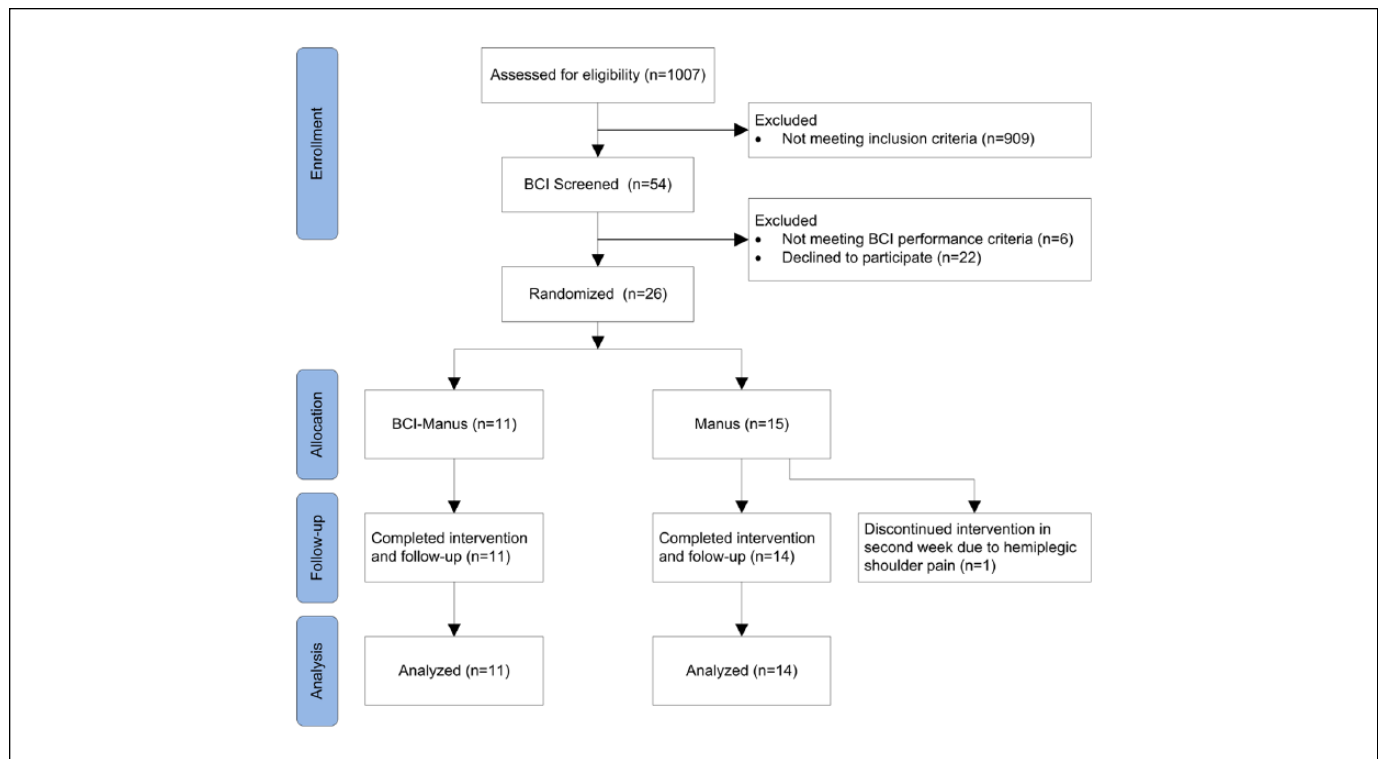 Enrollment
Assessed for eligibility (n=1007)
Excluded
• Not meeting inclusion criteria (n=909)
BCI Screened (n=54)
Excluded
• Not meeting BCI performance criteria (n=6)
• Declined to participate (n=22)
Randomized (n=26)
Allocation
BCI-Manus (n=11)
Manus (n=15)
Follow-up
Completed intervention
and follow-up (n=11)
Completed intervention
and folow-up (n=14)
Discontinued intervention in
second week due to hemiplegic
shoulder pain (n=1)
Analysis
Analyzed (n=11)
Analyzed (n=14)